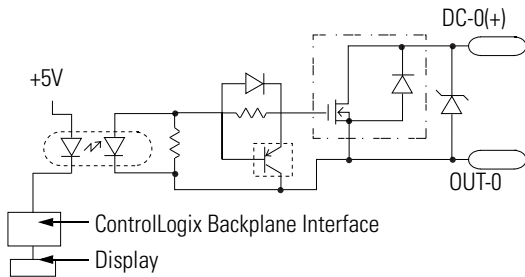 DC-0(+)
+5V
OUT-0
ControlLogix Backplane Interface
Display